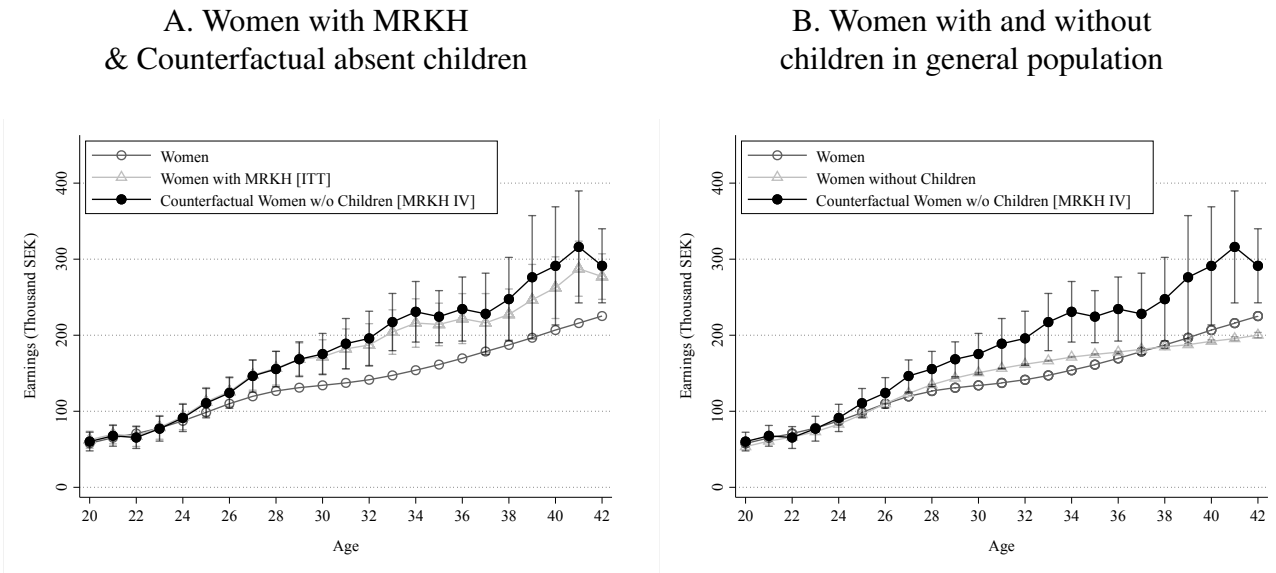 A. Women with MRKH
& Counterfactual absent children
Women
Women with MRKH [ITT]
Counterfactual Women w/o Children [MRKH IV]
Earnings (Thousand SEK)
400
300
200
100
0
20 22 24 26 28 30 32 34 36 38 40 42
Age
B. Women with and without
children in general population
Women
Women without Children
Counterfactual Women w/o Children [MRKH IV]
Earnings (Thousand SEK)
400
300
200
100
0
20 22 24 26 28 30 32 34 36 38 40 42
Age